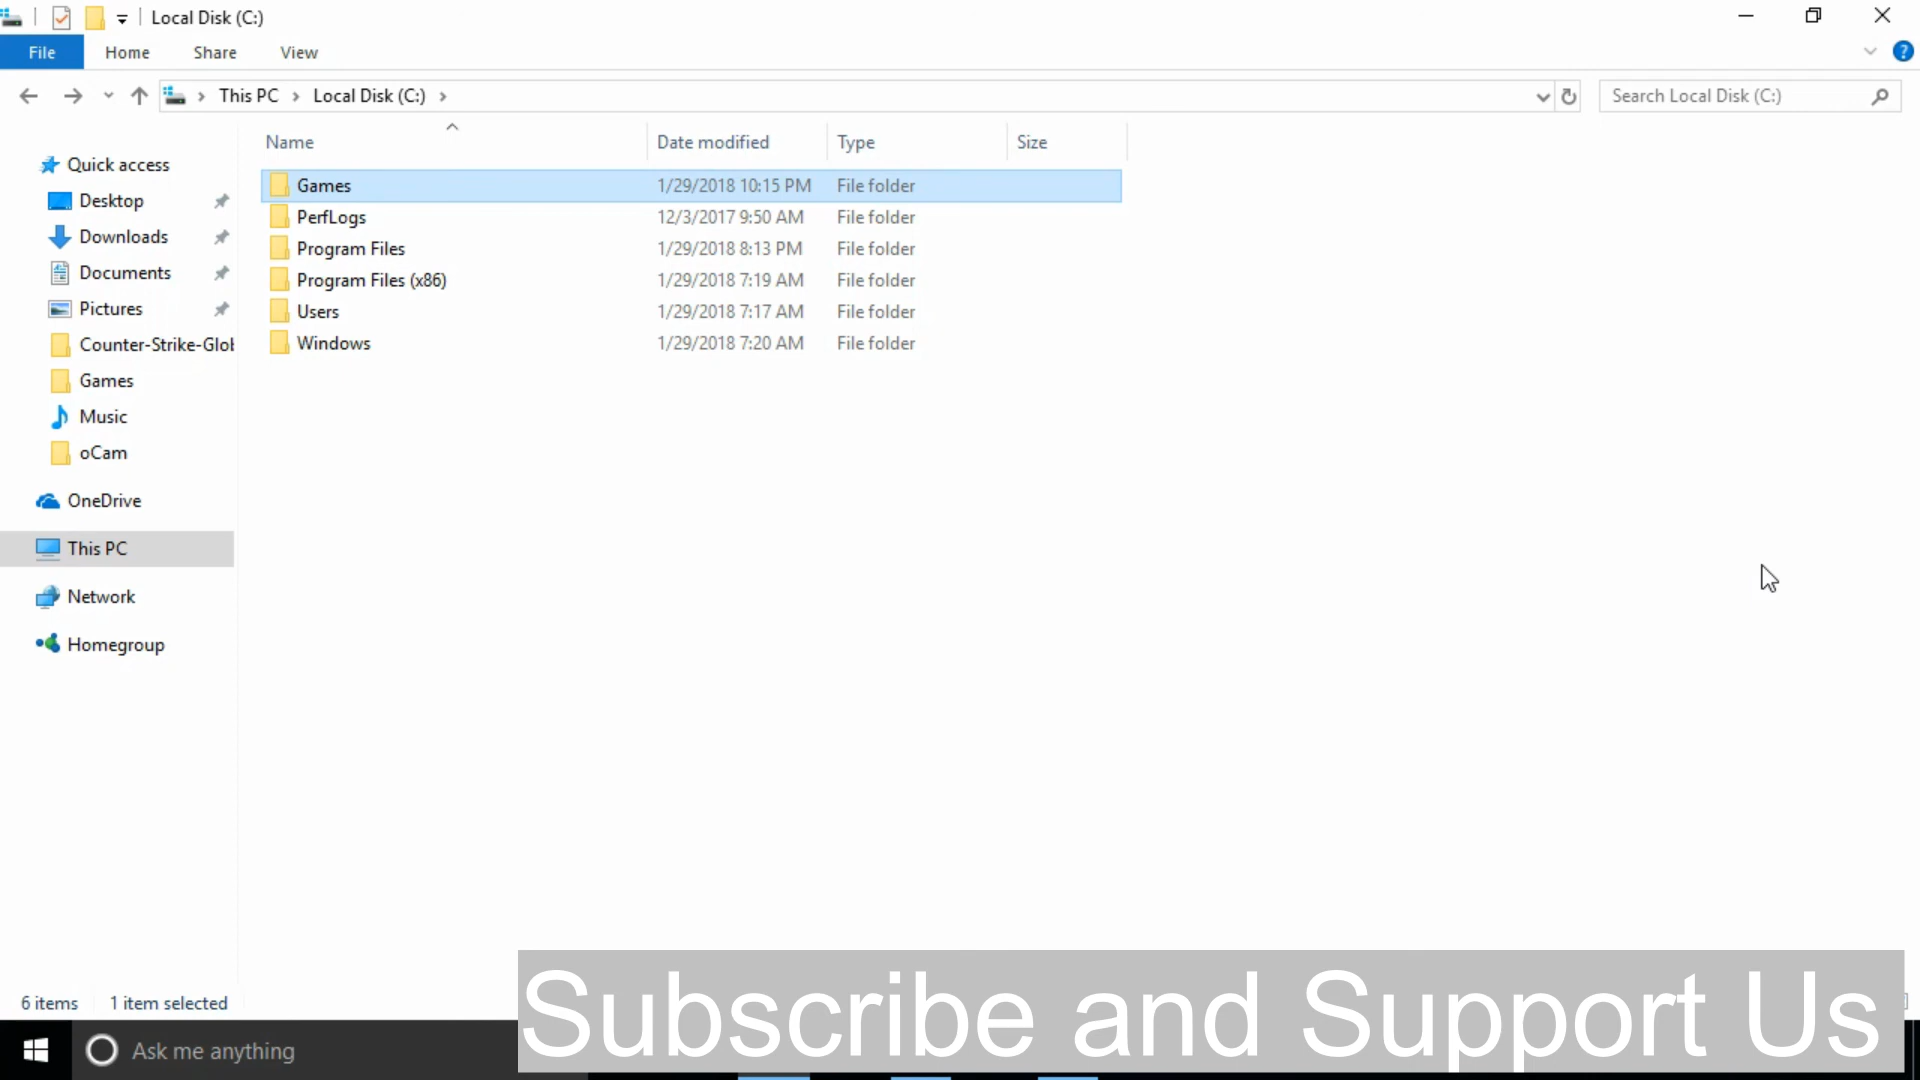 Local Disk (C:)
File Home Share View
This PC Local Disk (C:)
Search Local Disk (C:)
Name Date modified Type Size
Quick access
Desktop
Downloads
Documents
Pictures
Counter-Strike-Glob
Games
Music
oCam
OneDrive
This PC
Network
Homegroup
Games 1/29/2018 10:15 PM File folder
PerfLogs 12/3/2017 9:50 AM File folder
Program Files 1/29/2018 8:13 PM File folder
Program Files (x86) 1/29/2018 7:19 AM File folder
Users 1/29/2018 7:17 AM File folder
Windows 1/29/2018 7:20 AM File folder
6 items 1 item selected
Subscribe and Support Us
Ask me anything